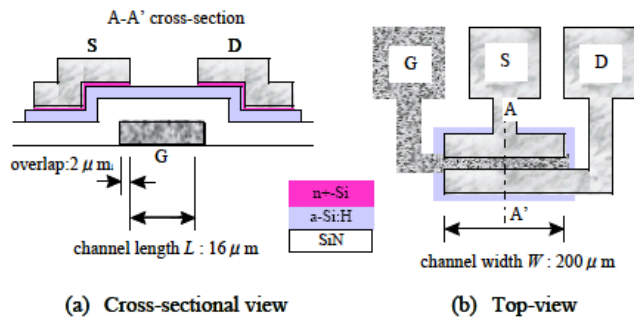 A-A' cross-section
S
D
G
overlap:2 μm
channel length L : 16 μm
n+-Si
a-Si:H
SiN
(a) Cross-sectional view
G
S
D
A
A'
channel width W : 200 μm
(b) Top-view